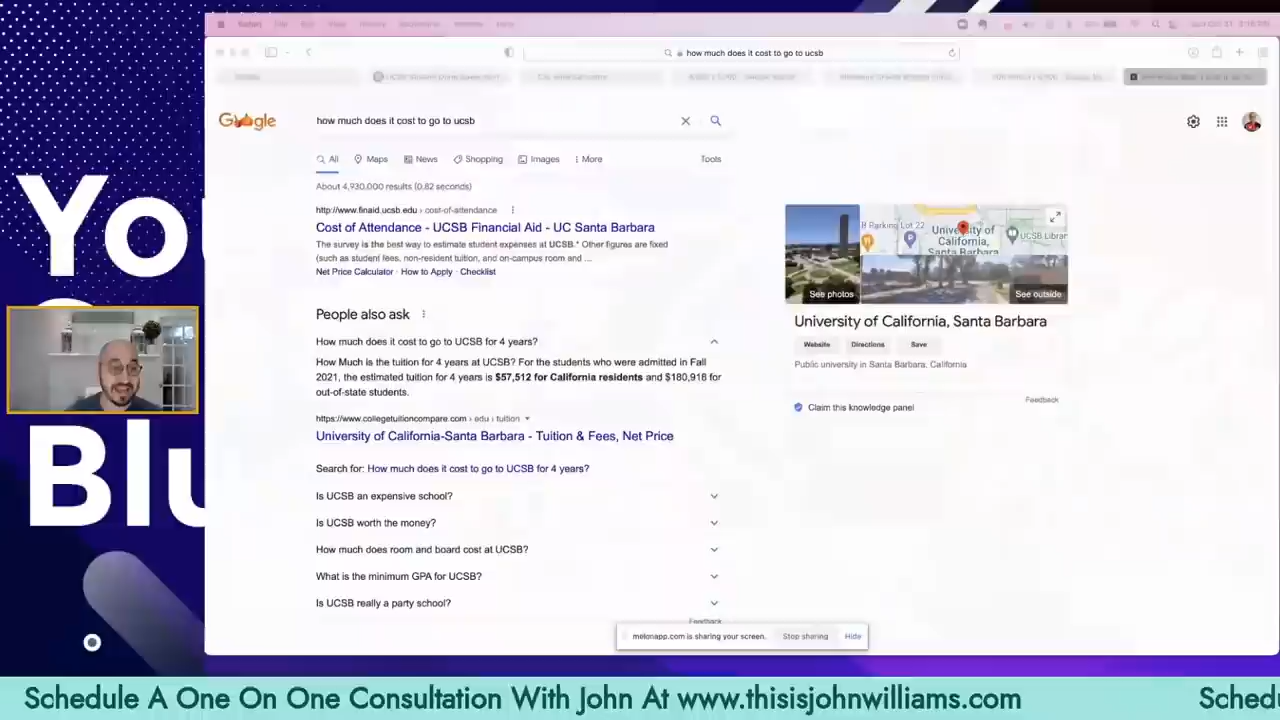 Yo
Blu
how much does it cost to go to ucsb
Google
how much does it cost to go to ucsb
All
Maps
News
Shopping
Images
More
Tools
About 4,930,000 results (0.82 seconds)
http://www.finaid.ucsb.edu › cost-of-attendance
Cost of Attendance - UCSB Financial Aid - UC Santa Barbara
The survey is the best way to estimate student expenses at UCSB.* Other figures are fixed
(such as student fees, non-resident tuition, and on-campus room and ...
Net Price Calculator · How to Apply · Checklist
People also ask
How much does it cost to go to UCSB for 4 years?
How Much is the tuition for 4 years at UCSB? For the students who were admitted in Fall
2021, the estimated tuition for 4 years is $57,512 for California residents and $180,918 for
out-of-state students.
https://www.collegetuitioncompare.com › edu › tuition
University of California-Santa Barbara - Tuition & Fees, Net Price
Search for: How much does it cost to go to UCSB for 4 years?
Is UCSB an expensive school?
Is UCSB worth the money?
How much does room and board cost at UCSB?
What is the minimum GPA for UCSB?
Is UCSB really a party school?
Feedback
Parking Lot 22
University of
California,
Santa Barbara
UCSB Librar
See photos
See outside
University of California, Santa Barbara
Website
Directions
Save
Public university in Santa Barbara, California
Feedback
Claim this knowledge panel
melonapp.com is sharing your screen.
Stop sharing
Hide
Schedule A One On One Consultation With John At www.thisisjohnwilliams.com
Schedu